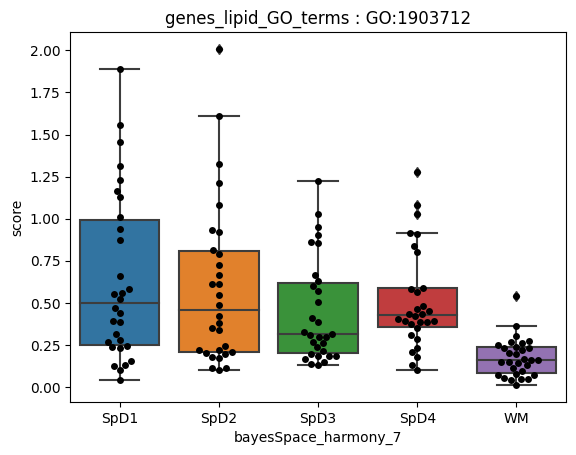 genes_lipid_GO_terms : GO:1903712
2.00
1.75
1.50
1.25
1.00
0.75
0.50
0.25
0.00
score
SpD1 SpD2 SpD3 SpD4 WM
bayesSpace_harmony_7